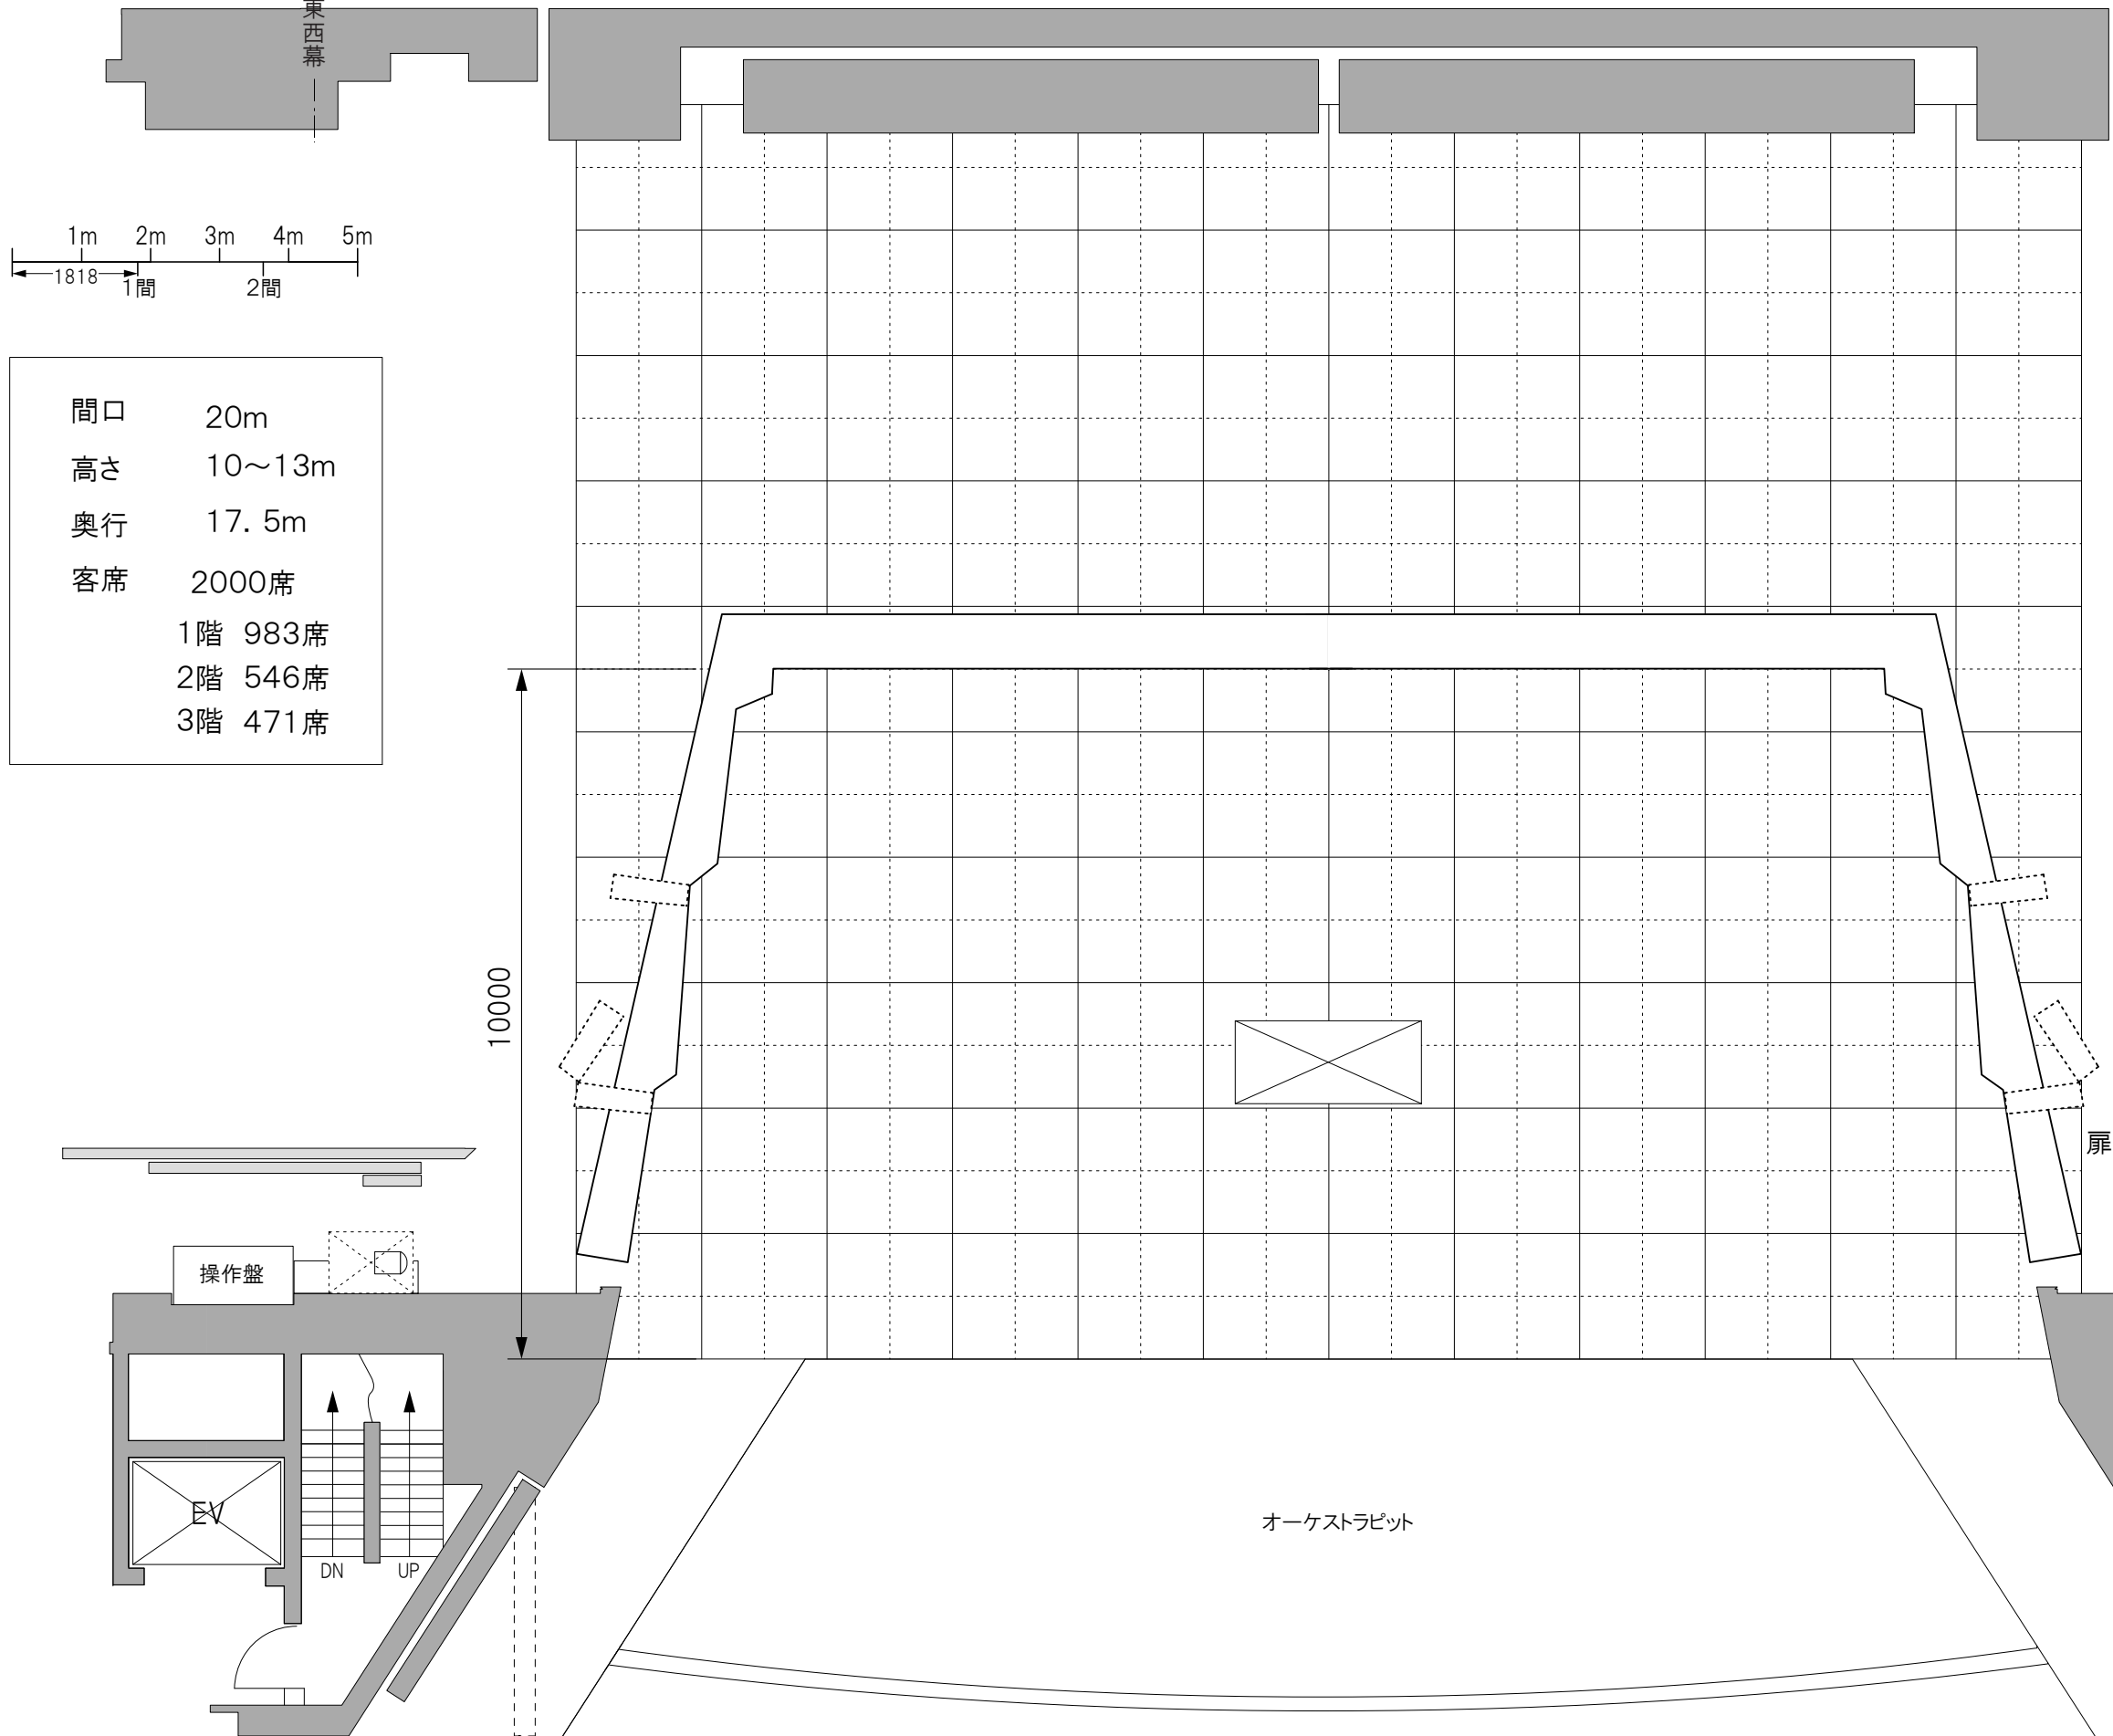 東西幕
1m 2m 3m 4m 5m
1818
1間 2間
間口 20m
高さ 10～13m
奥行 17．5m
客席 2000席
1階 983席
2階 546席
3階 471席
10000
扉
操作盤
EV
DN UP
オーケストラピット